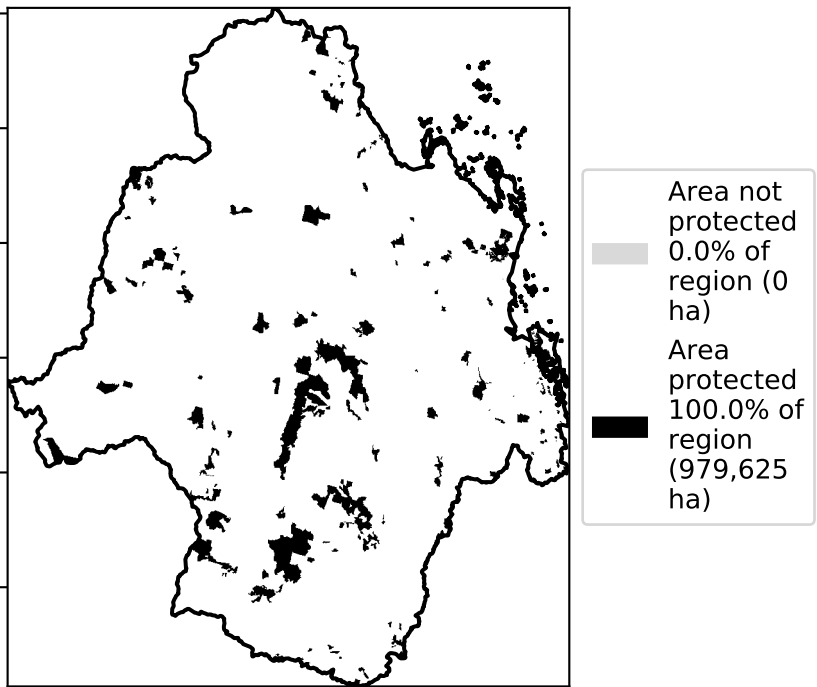 Area not
protected
0.0% of
region (0
ha)
Area
protected
100.0% of
region
(979,625
ha)